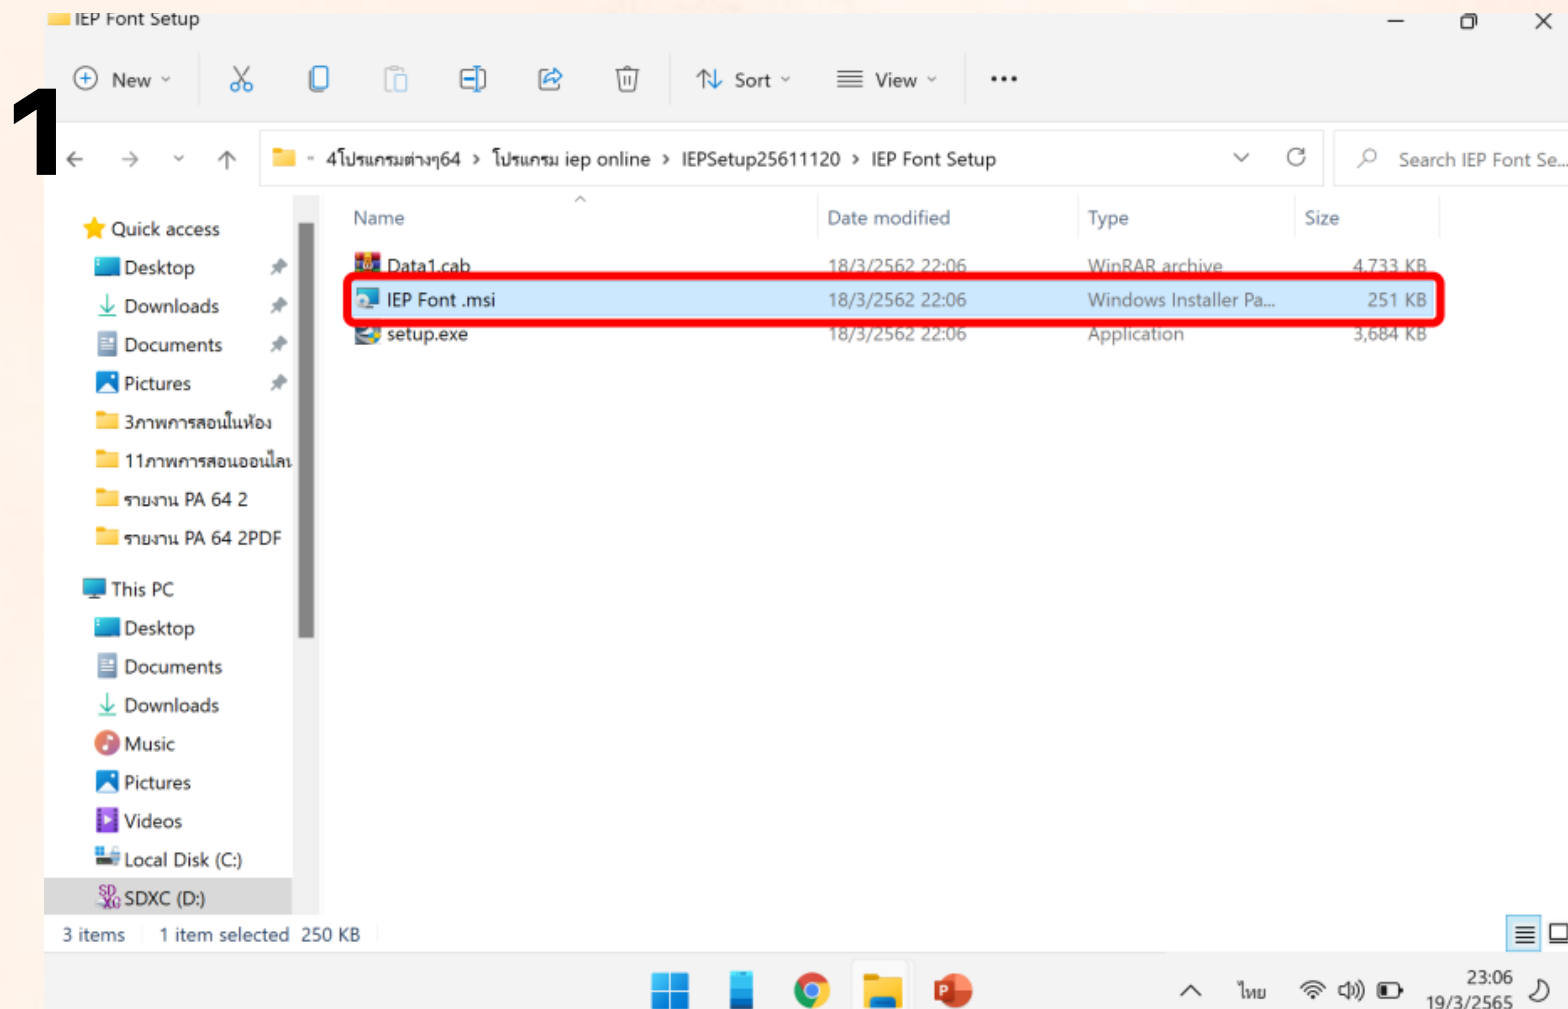 IEP Font Setup
New
Sort
View
1
4โปรแกรมต่างๆ64 > โปรแกรม iep online > IEPSetup25611120 > IEP Font Setup
Search IEP Font Se...
Name Date modified Type Size
Quick access
Desktop
Downloads
Documents
Pictures
3ภาพการสอนในห้อง
11ภาพการสอนออนไลน
รายงาน PA 64 2
รายงาน PA 64 2PDF
This PC
Desktop
Documents
Downloads
Music
Pictures
Videos
Local Disk (C:)
SDXC (D:)
Data1.cab 18/3/2562 22:06 WinRAR archive 4,733 KB
IEP Font .msi 18/3/2562 22:06 Windows Installer Pa... 251 KB
setup.exe 18/3/2562 22:06 Application 3,684 KB
3 items 1 item selected 250 KB
ไทย
23:06
19/3/2565